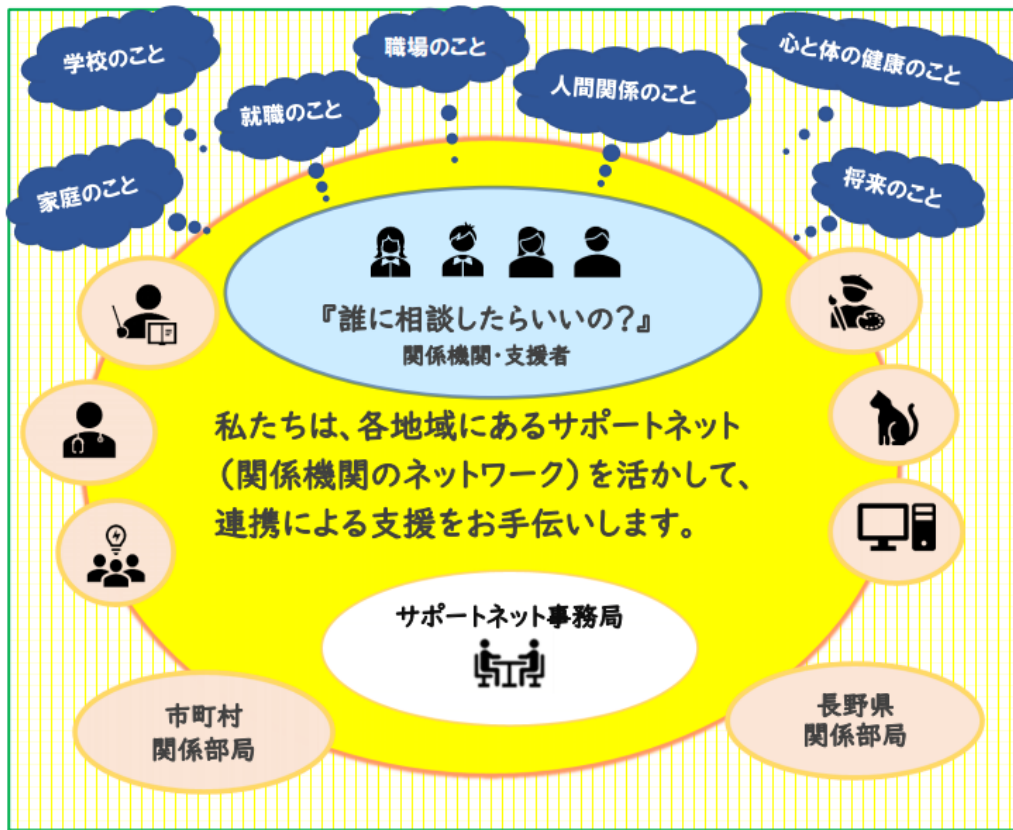 学校のこと
職場のこと
心と体の健康のこと
就職のこと
人間関係のこと
家庭のこと
将来のこと
『誰に相談したらいいの?』
関係機関・支援者
私たちは、各地域にあるサポートネット
(関係機関のネットワーク)を活かして、
連携による支援をお手伝いします。
サポートネット事務局
市町村
関係部局
長野県
関係部局